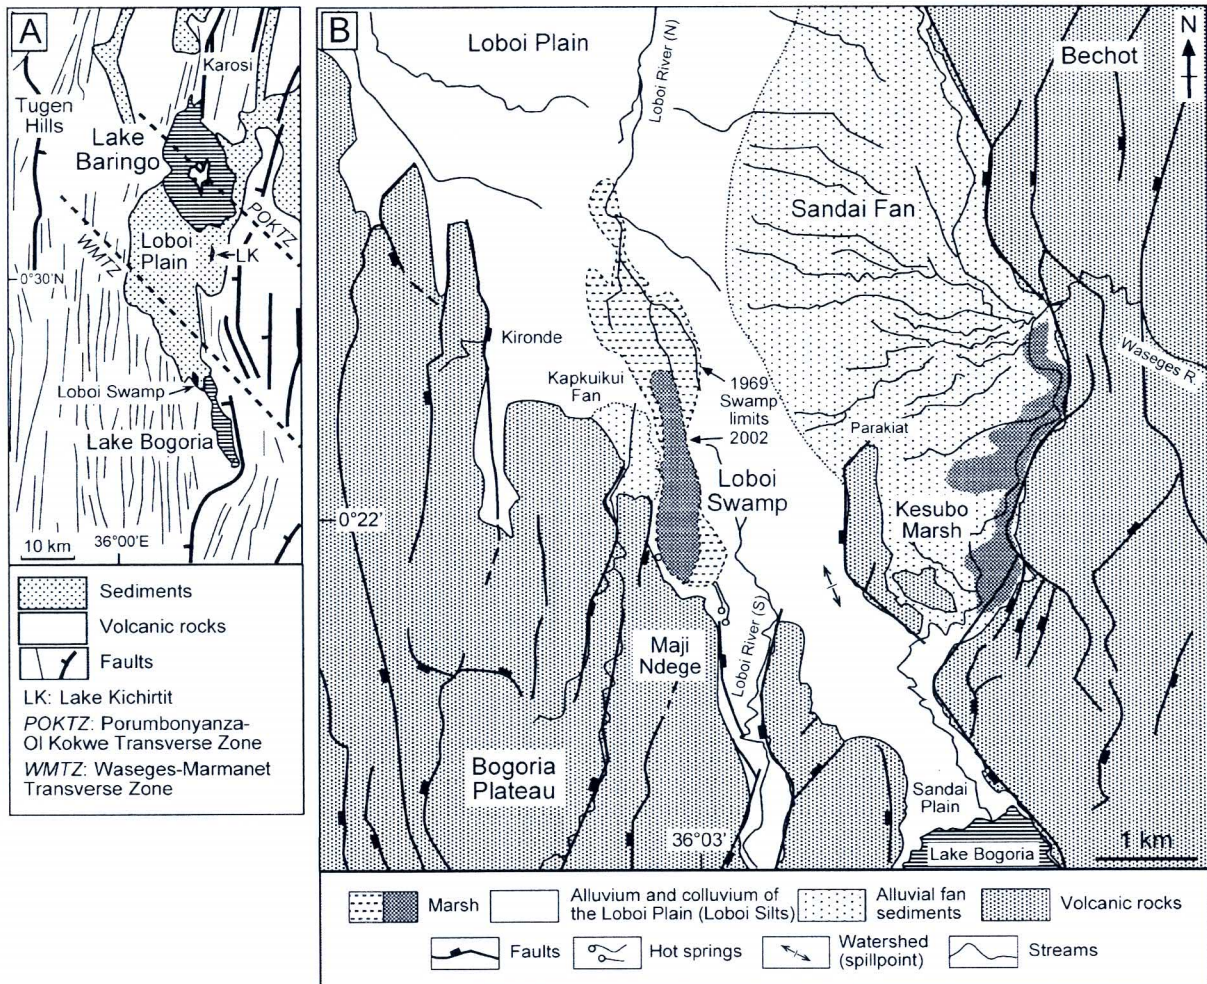 A
Karosi
Tugen
Hills
Lake
Baringo
POKTZ
WMTZ
Loboi
Plain
LK
0°30'N
Loboi Swamp
Lake Bogoria
10 km
36°00'E
Sediments
Volcanic rocks
Faults
LK: Lake Kichirtit
POKTZ: Porumbonyanza-
Ol Kokwe Transverse Zone
WMTZ: Waseges-Marmanet
Transverse Zone
B
Loboi Plain
Loboi River (N)
Bechot
N
Sandai Fan
Kironde
Kapkuikui
Fan
1969
Swamp
limits
2002
Waseges R.
Parakiat
Loboi
Swamp
Kesubo
Marsh
0°22'
Maji
Ndege
Loboi River (S)
Bogoria
Plateau
36°03'
Sandai
Plain
Lake Bogoria
1 km
Marsh
Alluvium and colluvium of
the Loboi Plain (Loboi Silts)
Alluvial fan
sediments
Volcanic rocks
Faults
Hot springs
Watershed
(spillpoint)
Streams